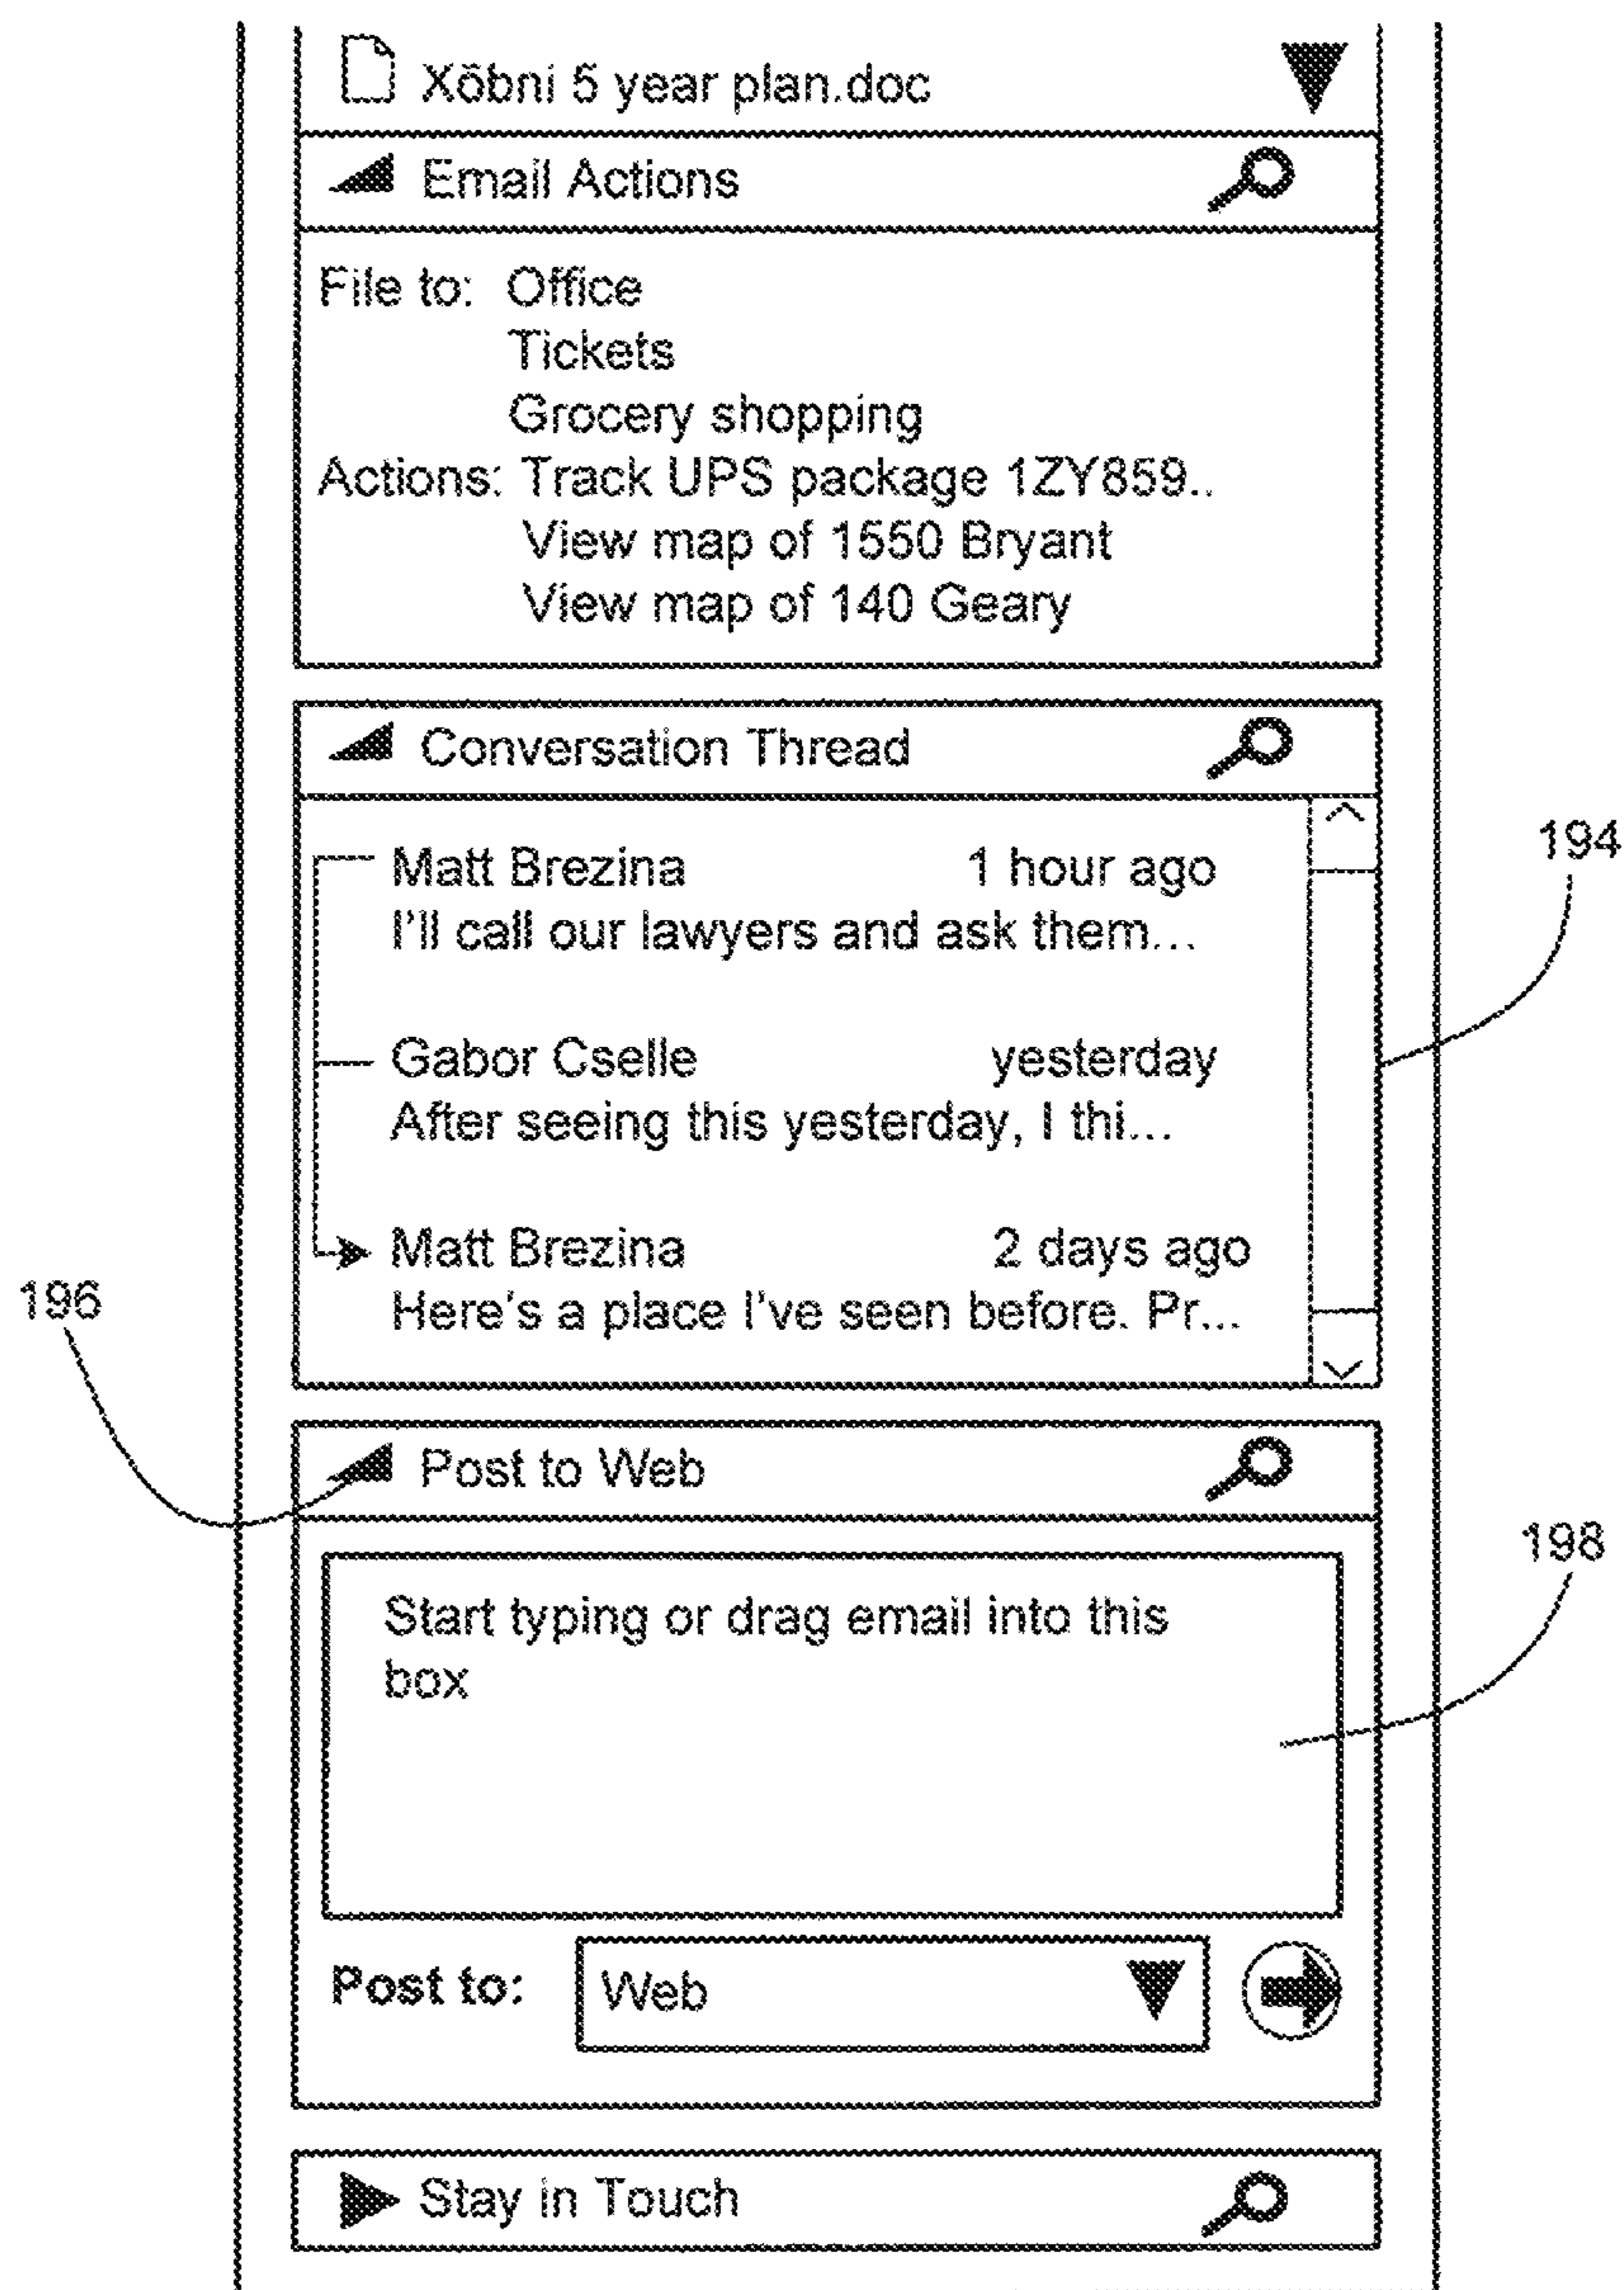 Xöbni 5 year plan.doc
Email Actions
File to: Office
Tickets
Grocery shopping
Actions: Track UPS package 1ZY859..
View map of 1550 Bryant
View map of 140 Geary
Conversation Thread
194
Matt Brezina 1 hour ago
I'll call our lawyers and ask them...
Gabor Cselle yesterday
After seeing this yesterday, I thi...
Matt Brezina 2 days ago
Here's a place I've seen before. Pr...
196
Post to Web
198
Start typing or drag email into this
box
Post to: Web
Stay in Touch